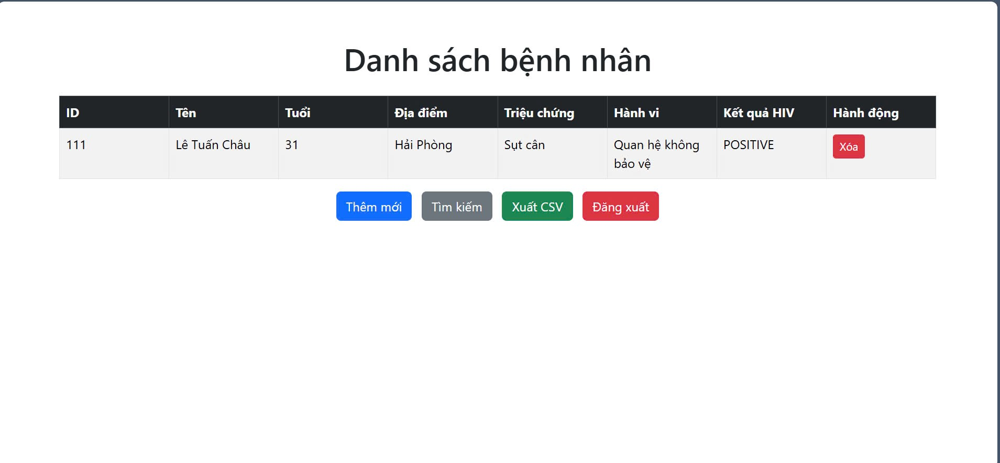 Danh sách bệnh nhân
ID Tên Tuổi Địa điểm Triệu chứng Hành vi Kết quả HIV Hành động
111 Lê Tuấn Châu 31 Hải Phòng Sụt cân Quan hệ không POSITIVE Xóa
bảo vệ
Thêm mới Tìm kiếm Xuất CSV Đăng xuất